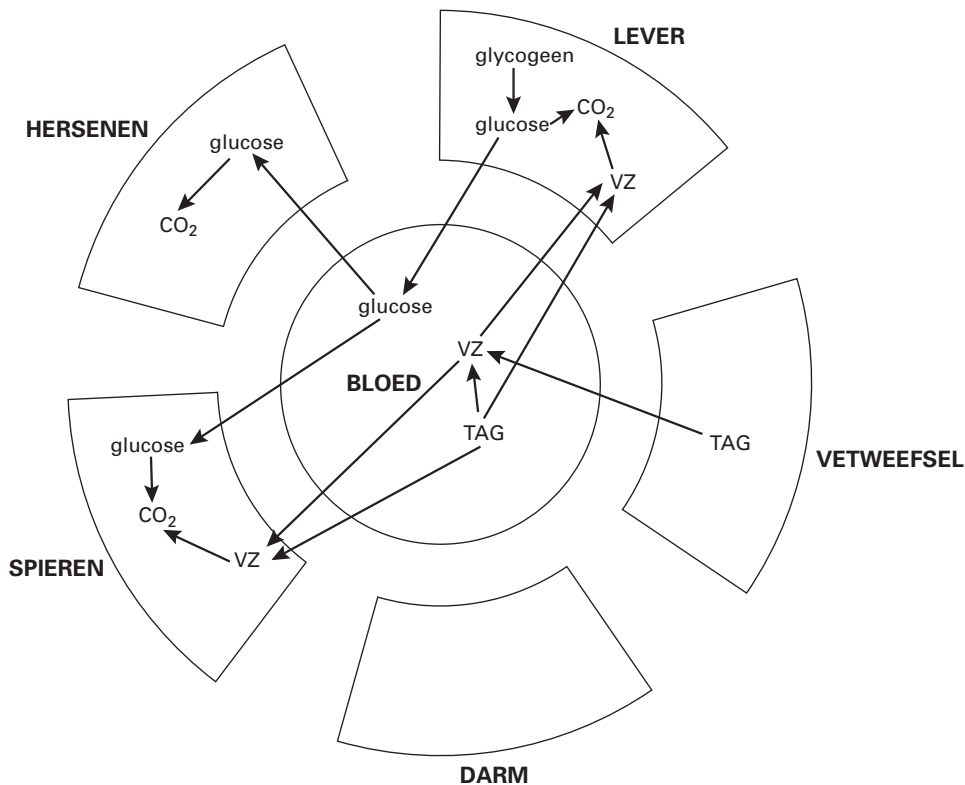 LEVER
glycogeen
glucose
CO2
VZ
HERSENEN
glucose
CO2
glucose
VZ
BLOED
TAG
TAG
VETWEEFSEL
glucose
CO2
VZ
SPIEREN
DARM